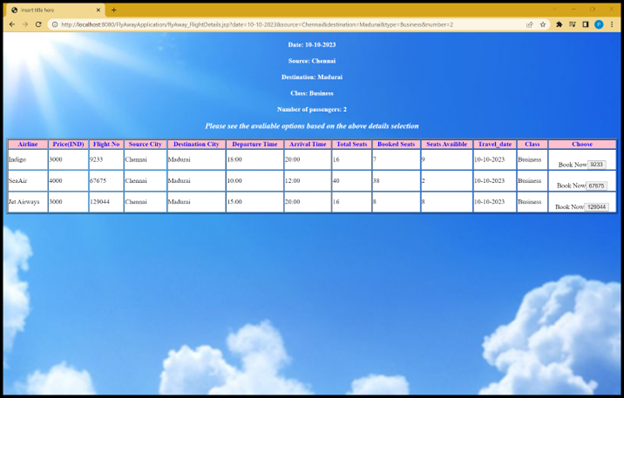 Insert title here
http://localhost:8080/FlyAwayApplication/flyAway_FlightDetails.jsp?date=10-10-2023&source=Chennai&destination=Madurai&type=Business&number=2
Date: 10-10-2023
Source: Chennai
Destination: Madurai
Class: Business
Number of passengers: 2
Please see the avaliable options based on the above details selection
Airline Price(IND) Flight No Source City Destination City Departure Time Arrival Time Total Seats Booked Seats Seats Availible Travel_date Class Choose
Indigo 3000 9233 Chennai Madurai 18:00 20:00 16 7 9 10-10-2023 Business Book Now 9233
SeaAir 4000 67675 Chennai Madurai 10:00 12:00 40 38 2 10-10-2023 Business Book Now 67675
Jet Airways 3000 129044 Chennai Madurai 15:00 20:00 16 8 8 10-10-2023 Business Book Now 129044